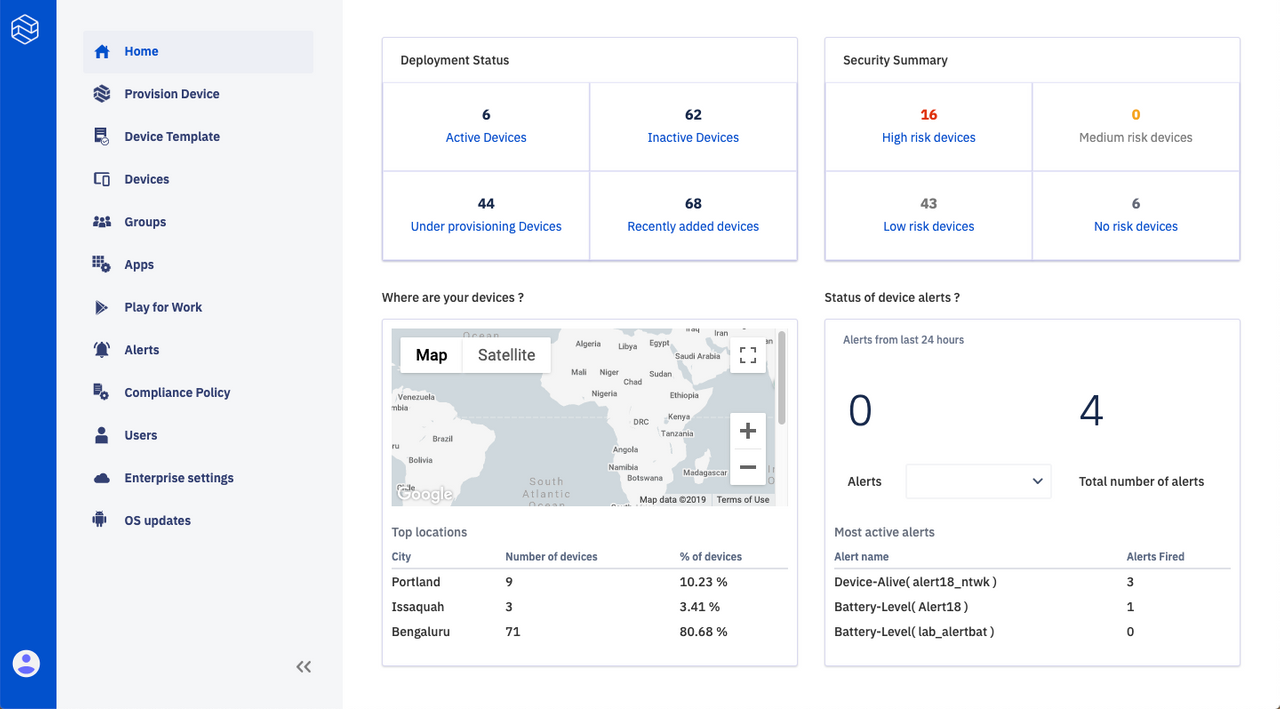 Home
Provision Device
Device Template
Devices
Groups
Apps
Play for Work
Alerts
Compliance Policy
Users
Enterprise settings
OS updates
Deployment Status
6
Active Devices
62
Inactive Devices
44
Under provisioning Devices
68
Recently added devices
Security Summary
16
High risk devices
0
Medium risk devices
43
Low risk devices
6
No risk devices
Where are your devices ?
Map Satellite
Ocean
Algeria
Libya
Egypt
Iraq
Iran
Saudi Arabia
Mali
Niger
Chad
Sudan
Nigeria
Ethiopia
Venezuela
DRC
Kenya
Tanzania
Brazil
Bolivia
Angola
Namibia
Botswana
Madagascar
South
Atlantic
Ocean
Chile
Google
Map data ©2019 Terms of Use
Top locations
City Number of devices % of devices
Portland 9 10.23 %
Issaquah 3 3.41 %
Bengaluru 71 80.68 %
Status of device alerts ?
Alerts from last 24 hours
0 4
Alerts Total number of alerts
Most active alerts
Alert name Alerts Fired
Device-Alive( alert18_ntwk ) 3
Battery-Level( Alert18 ) 1
Battery-Level( lab_alertbat ) 0